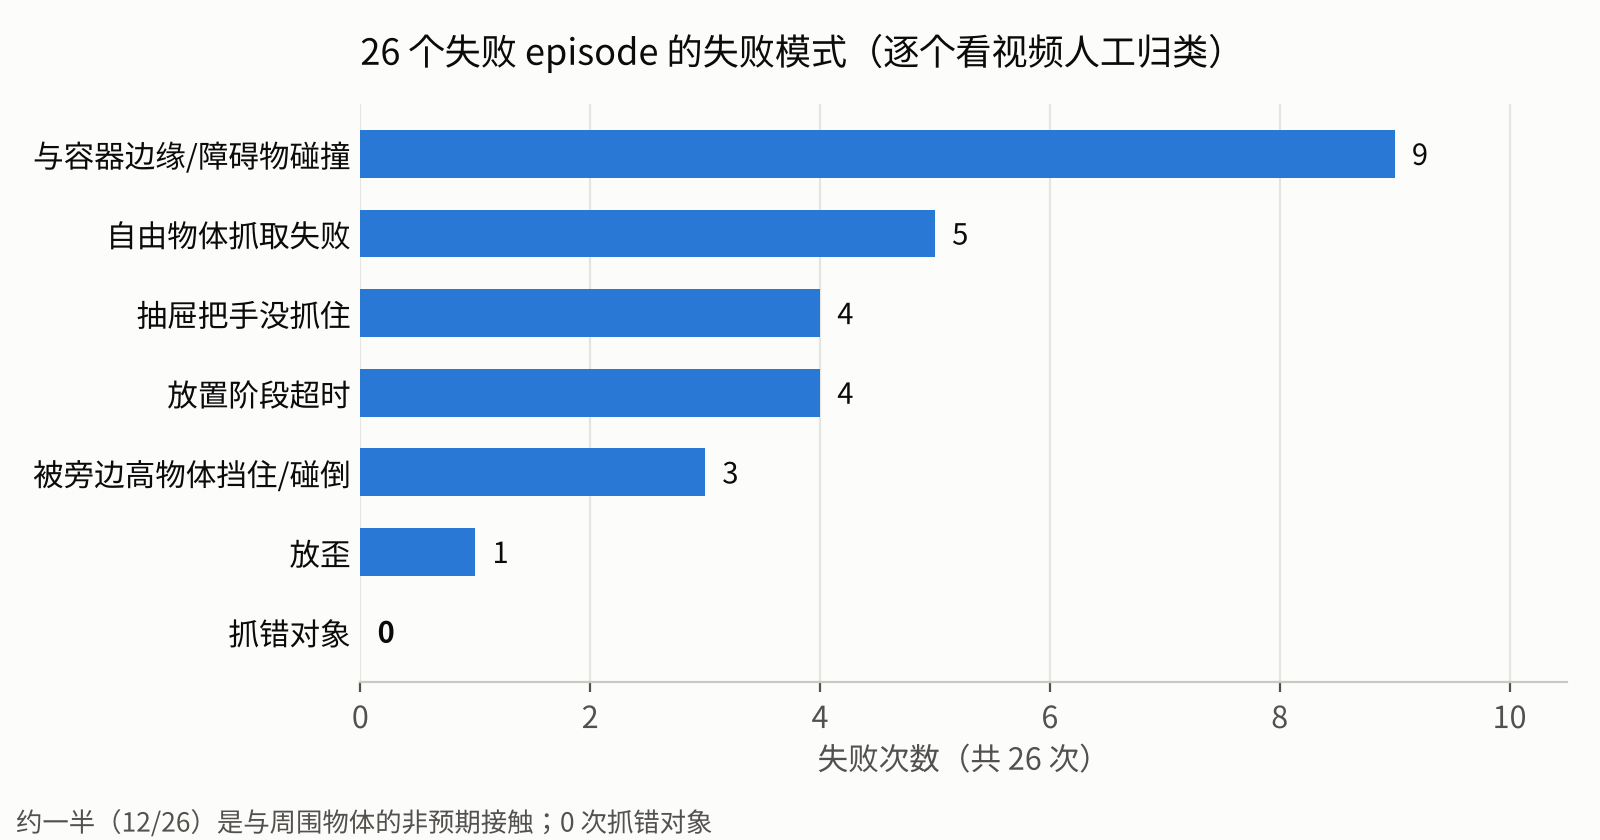 26 个失败 episode 的失败模式（逐个看视频人工归类）
与容器边缘/障碍物碰撞 9
自由物体抓取失败 5
抽屉把手没抓住 4
放置阶段超时 4
被旁边高物体挡住/碰倒 3
放歪 1
抓错对象 0
0 2 4 6 8 10
失败次数（共 26 次）
约一半（12/26）是与周围物体的非预期接触；0 次抓错对象